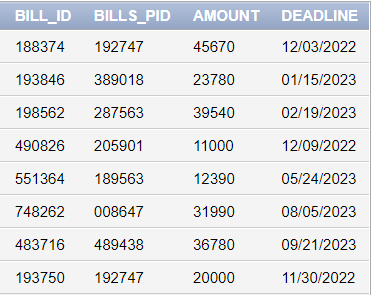 BILL_ID BILLS_PID AMOUNT DEADLINE
188374 192747 45670 12/03/2022
193846 389018 23780 01/15/2023
198562 287563 39540 02/19/2023
490826 205901 11000 12/09/2022
551364 189563 12390 05/24/2023
748262 008647 31990 08/05/2023
483716 489438 36780 09/21/2023
193750 192747 20000 11/30/2022